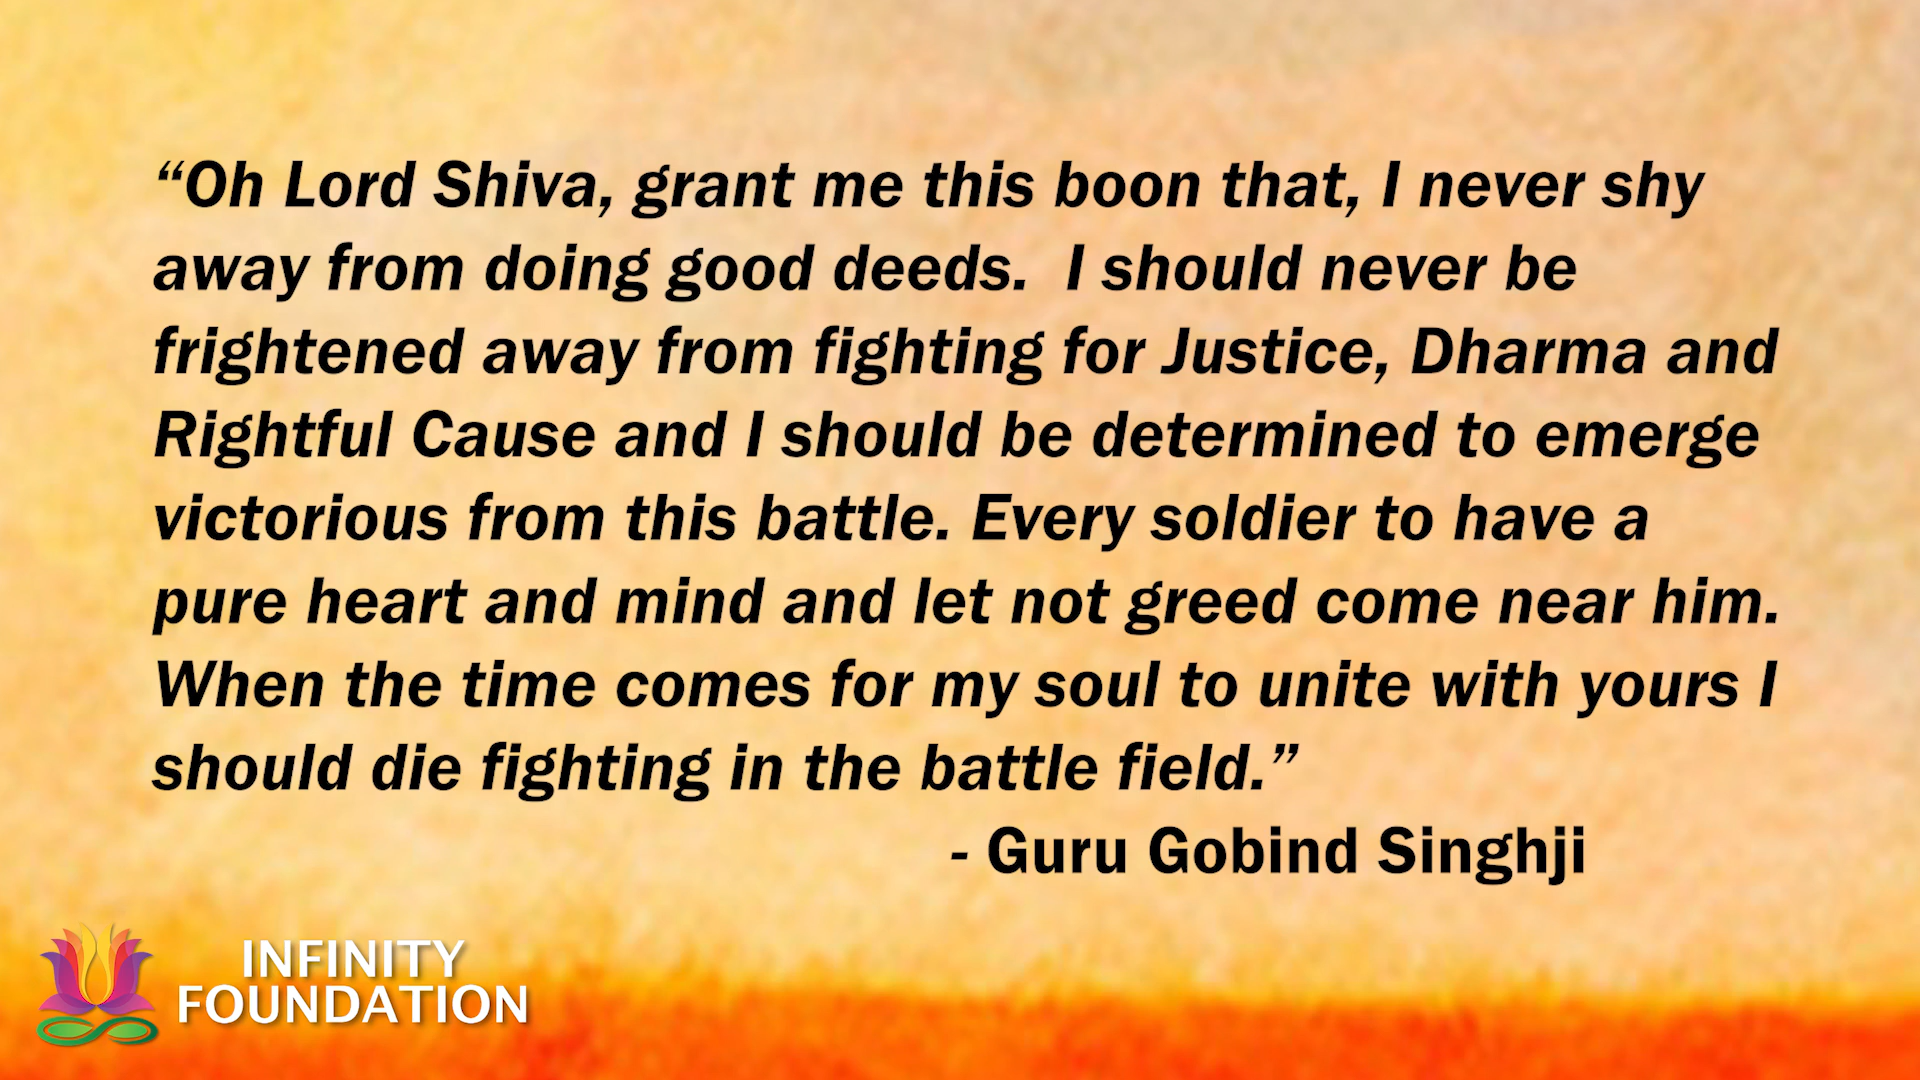 “Oh Lord Shiva, grant me this boon that, I never shy
away from doing good deeds.  I should never be
frightened away from fighting for Justice, Dharma and
Rightful Cause and I should be determined to emerge
victorious from this battle. Every soldier to have a
pure heart and mind and let not greed come near him.
When the time comes for my soul to unite with yours I
should die fighting in the battle field.”
- Guru Gobind Singhji
INFINITY
FOUNDATION